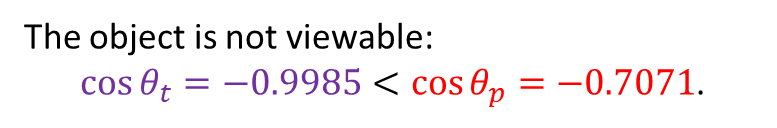 The object is not viewable:
cos θₜ = −0.9985 < cos θₚ = −0.7071.